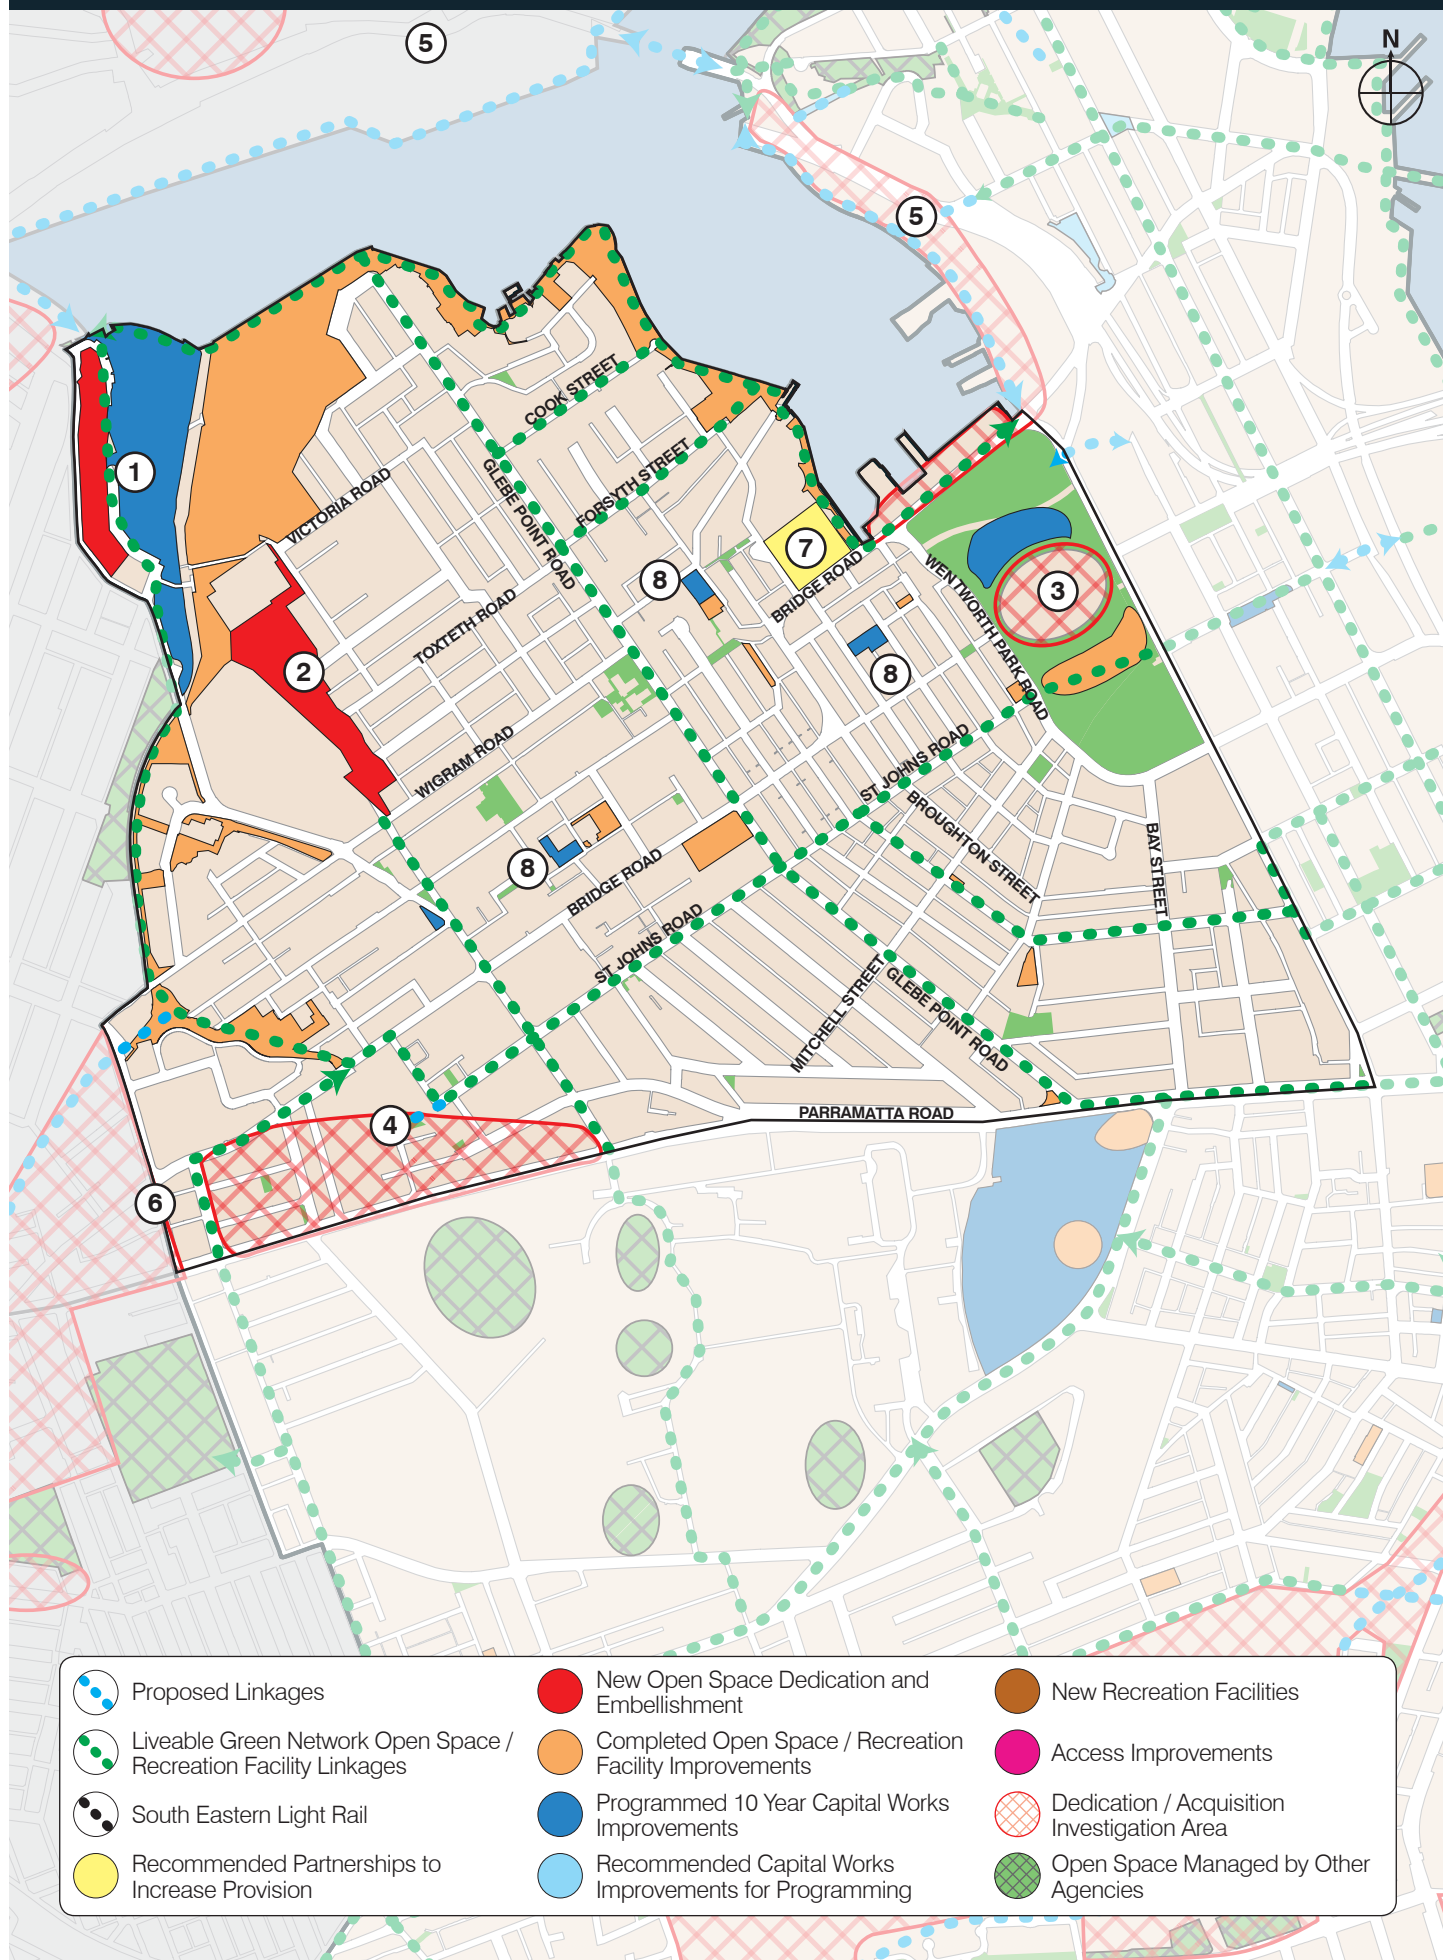 5
N
5
1
VICTORIA ROAD
COOK STREET
GLEBE POINT ROAD
FORSYTH STREET
7
8
BRIDGE ROAD
WENTWORTH PARK ROAD
3
TOXTETH ROAD
2
8
WIGRAM ROAD
ST JOHNS ROAD
BROUGHTON STREET
BAY STREET
8
BRIDGE ROAD
ST JOHNS ROAD
MITCHELL STREET
GLEBE POINT ROAD
PARRAMATTA ROAD
4
6
Proposed Linkages
Liveable Green Network Open Space /
Recreation Facility Linkages
South Eastern Light Rail
Recommended Partnerships to
Increase Provision
New Open Space Dedication and
Embellishment
Completed Open Space / Recreation
Facility Improvements
Programmed 10 Year Capital Works
Improvements
Recommended Capital Works
Improvements for Programming
New Recreation Facilities
Access Improvements
Dedication / Acquisition
Investigation Area
Open Space Managed by Other
Agencies